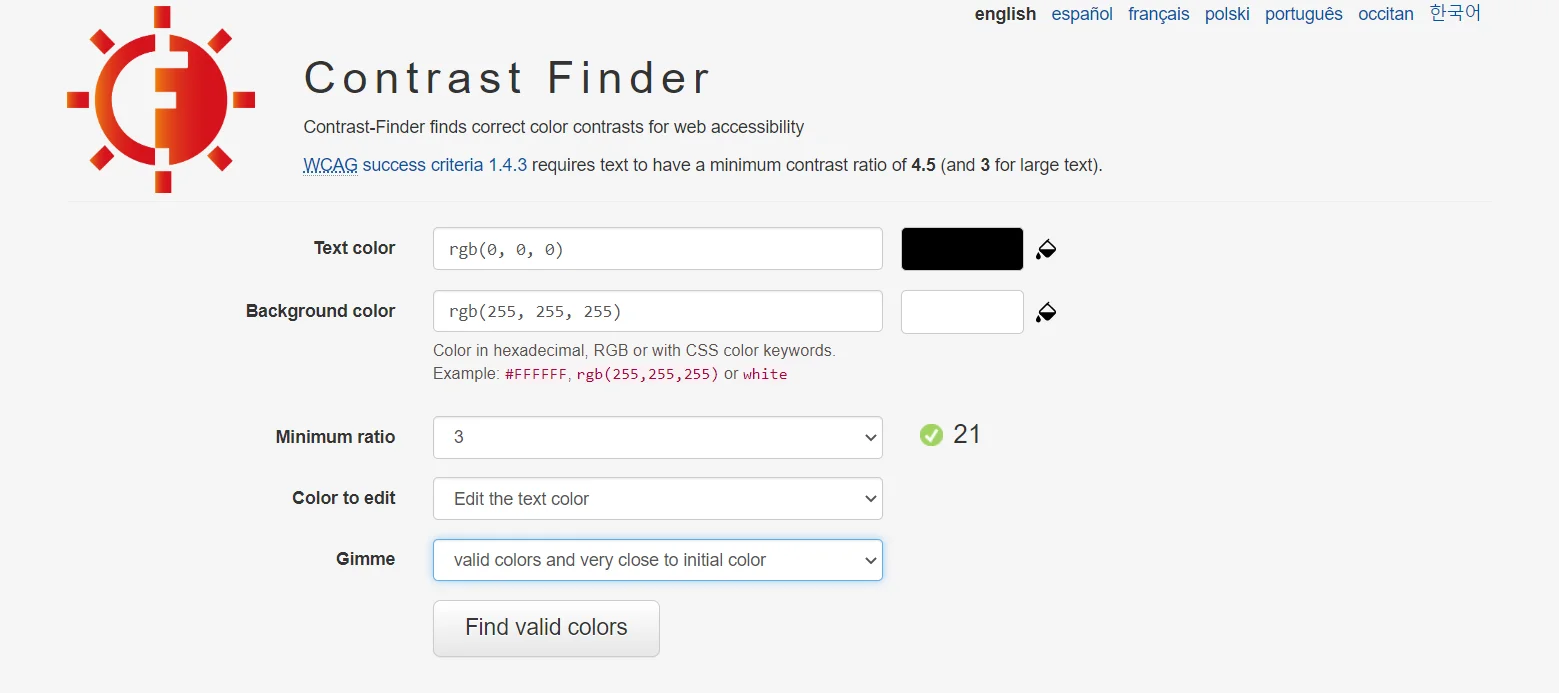 english español français polski português occitan 한국어
Contrast Finder
Contrast-Finder finds correct color contrasts for web accessibility
WCAG success criteria 1.4.3 requires text to have a minimum contrast ratio of 4.5 (and 3 for large text).
Text color rgb(0, 0, 0)
Background color rgb(255, 255, 255)
Color in hexadecimal, RGB or with CSS color keywords.
Example: #FFFFFF, rgb(255,255,255) or white
Minimum ratio 3 21
Color to edit Edit the text color
Gimme valid colors and very close to initial color
Find valid colors